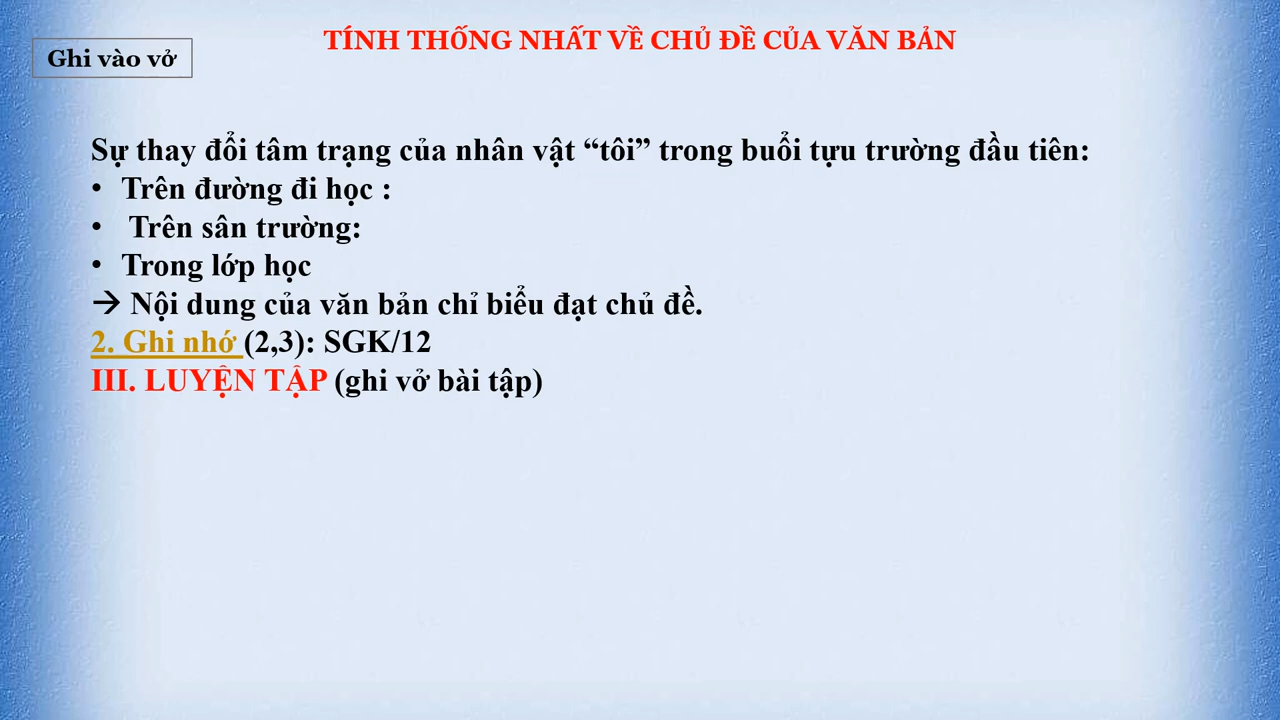 TÍNH THỐNG NHẤT VỀ CHỦ ĐỀ CỦA VĂN BẢN
Ghi vào vở
Sự thay đổi tâm trạng của nhân vật “tôi” trong buổi tựu trường đầu tiên:
• Trên đường đi học :
• Trên sân trường:
• Trong lớp học
→ Nội dung của văn bản chỉ biểu đạt chủ đề.
2. Ghi nhớ (2,3): SGK/12
III. LUYỆN TẬP (ghi vở bài tập)